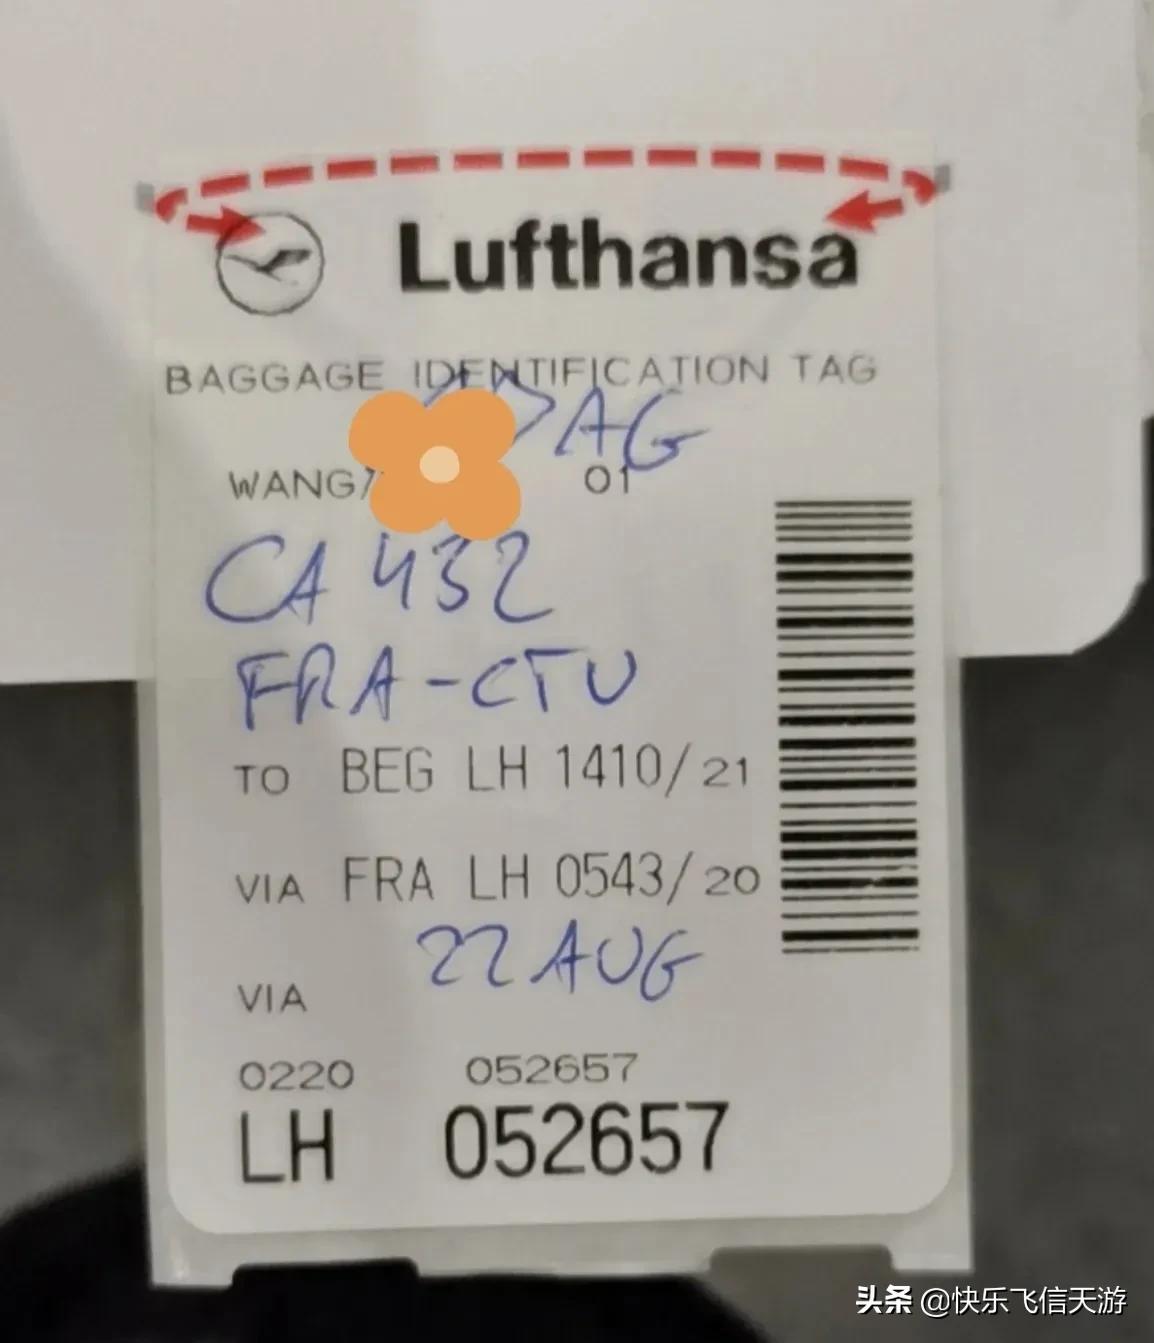 Lufthansa
BAGGAGE IDENTIFICATION TAG
AG
WANG/ 01
CA 432
FRA-CTU
TO BEG LH 1410/21
VIA FRA LH 0543/20
22 AUG
VIA
0220 052657
LH 052657
头条 @快乐飞信天游